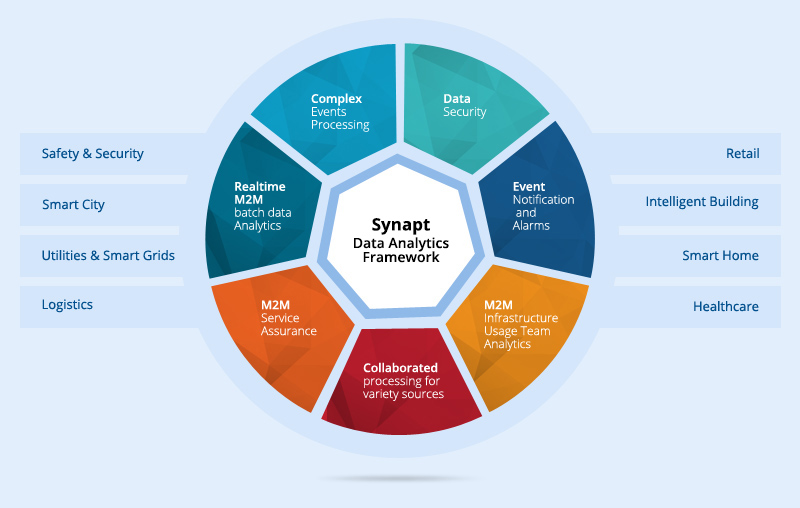 Complex
Events
Processing
Data
Security
Safety & Security
Smart City
Utilities & Smart Grids
Logistics
Realtime
M2M
batch data
Analytics
Synapt
Data Analytics
Framework
Event
Notification
and
Alarms
Retail
Intelligent Building
Smart Home
Healthcare
M2M
Service
Assurance
Collaborated
processing for
variety sources
M2M
Infrastructure
Usage Team
Analytics